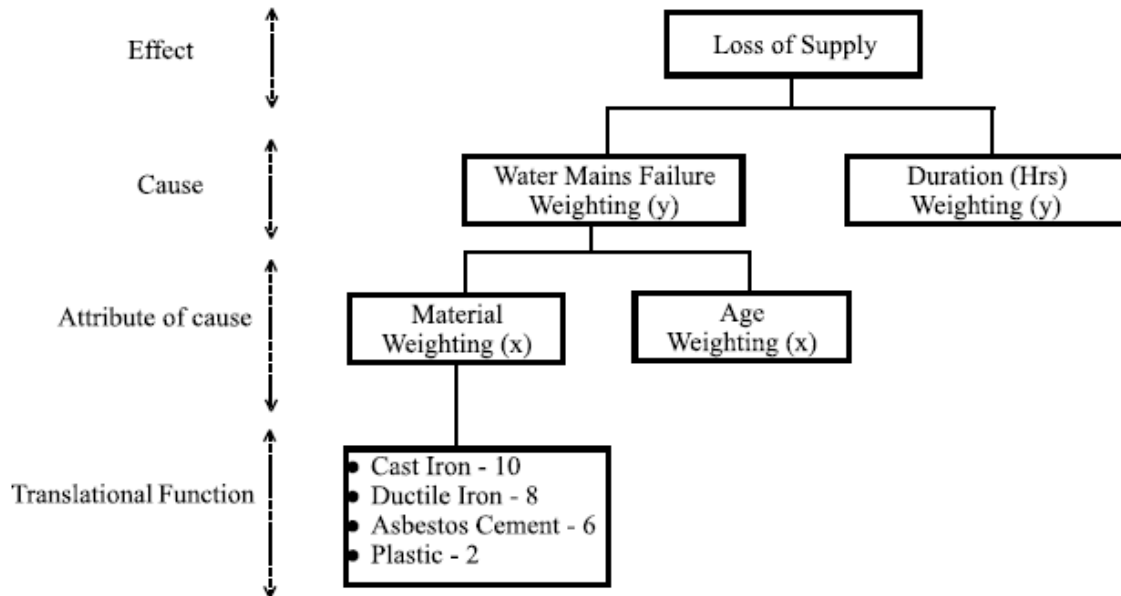 Effect
Loss of Supply
Cause
Water Mains Failure
Weighting (y)
Duration (Hrs)
Weighting (y)
Attribute of cause
Material
Weighting (x)
Age
Weighting (x)
Translational Function
• Cast Iron - 10
• Ductile Iron - 8
• Asbestos Cement - 6
• Plastic - 2